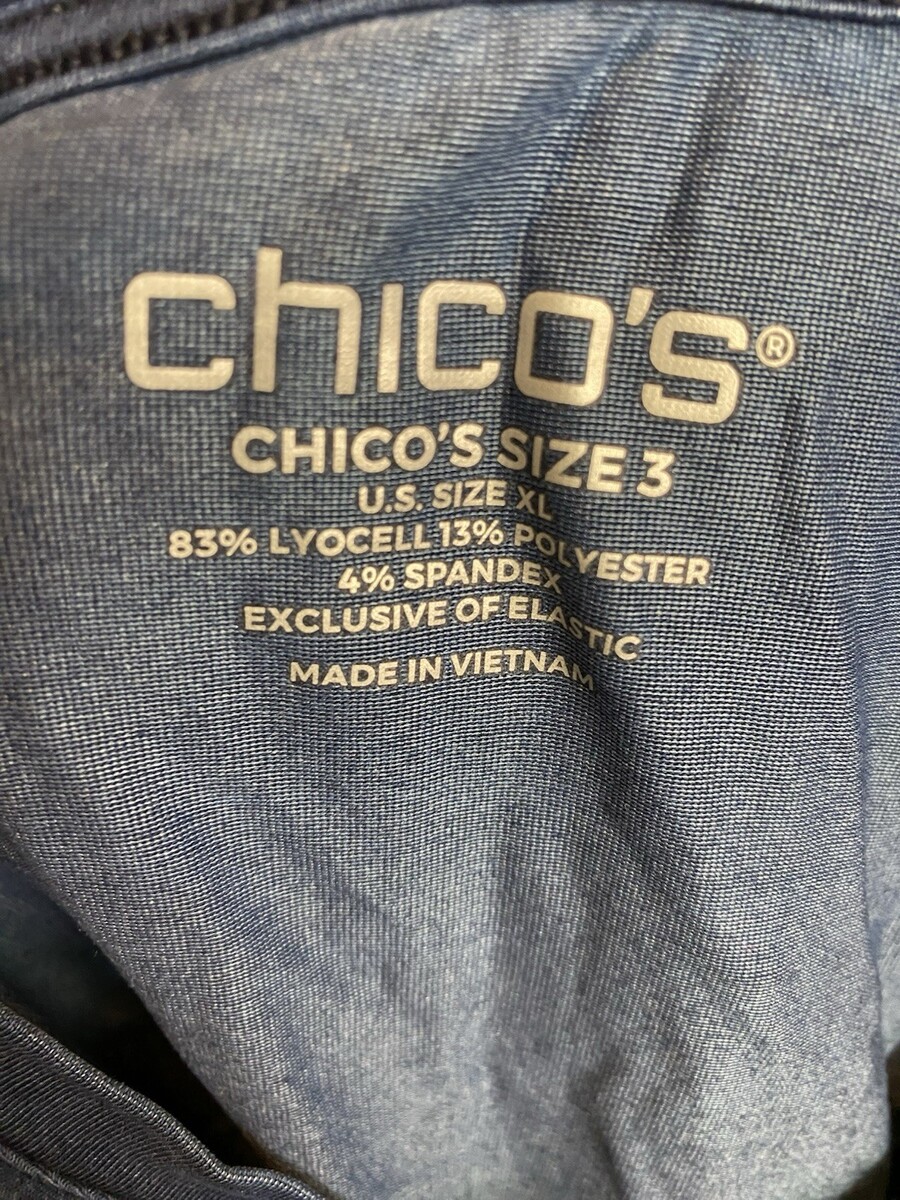 chico's®
CHICO'S SIZE 3
U.S. SIZE XL
83% LYOCELL 13% POLYESTER
4% SPANDEX
EXCLUSIVE OF ELASTIC
MADE IN VIETNAM